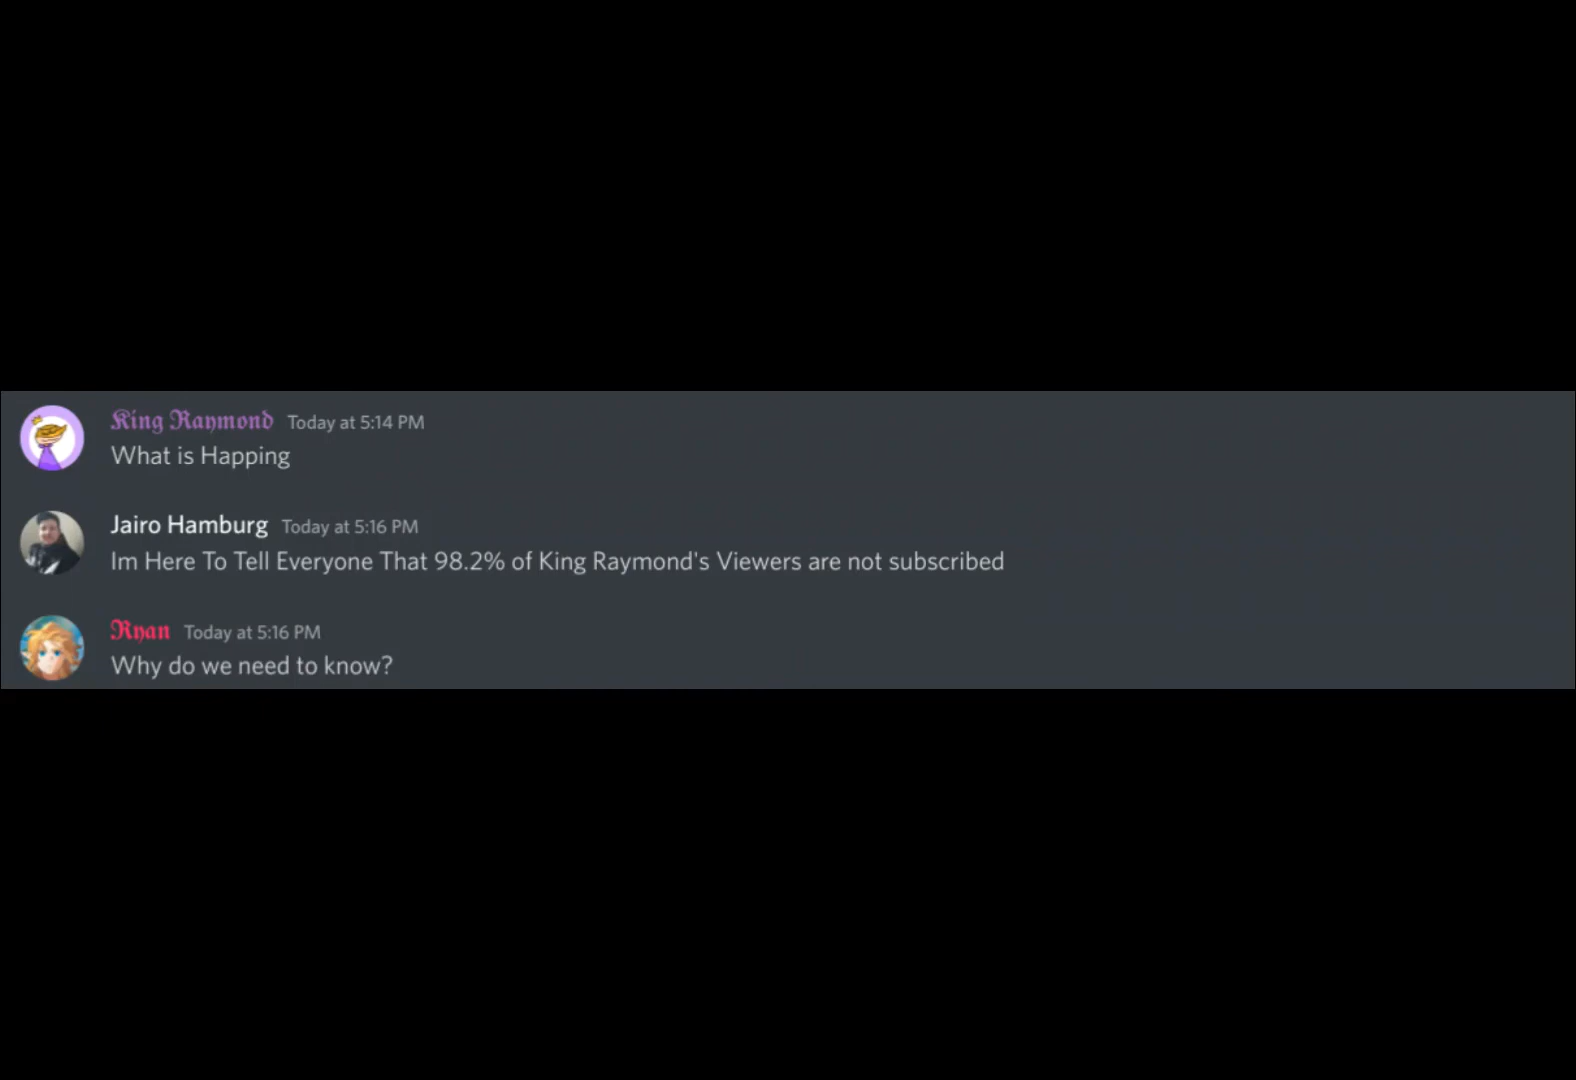 King Raymond Today at 5:14 PM
What is Happing
Jairo Hamburg Today at 5:16 PM
Im Here To Tell Everyone That 98.2% of King Raymond's Viewers are not subscribed
Ryan Today at 5:16 PM
Why do we need to know?